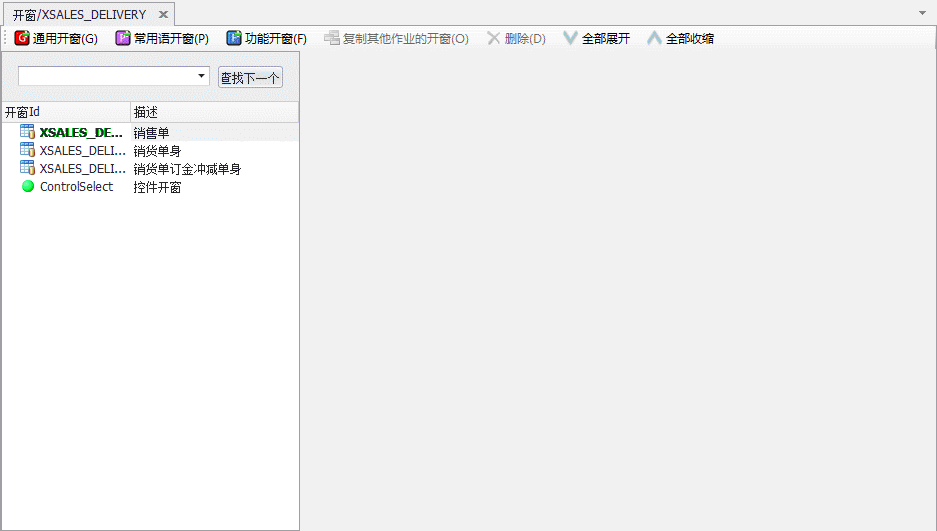 开窗/XSALES_DELIVERY
通用开窗(G) 常用语开窗(P) 功能开窗(F) 复制其他作业的开窗(O) 删除(D) 全部展开 全部收缩
查找下一个
开窗Id 描述
XSALES_DE... 销售单
XSALES_DELI... 销货单身
XSALES_DELI... 销货单订金冲减单身
ControlSelect 控件开窗